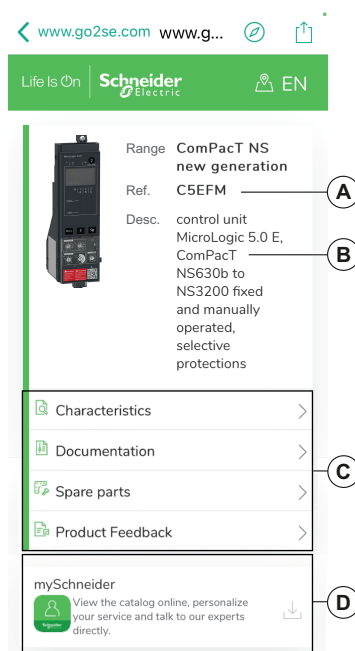 www.go2se.com www.g...
Life Is On Schneider Electric EN
Range ComPacT NS
new generation
Ref. C5EFM
A
Desc. control unit
MicroLogic 5.0 E,
ComPacT
B
NS630b to
NS3200 fixed
and manually
operated,
selective
protections
Characteristics
Documentation
C
Spare parts
Product Feedback
mySchneider
View the catalog online, personalize
your service and talk to our experts
directly.
D